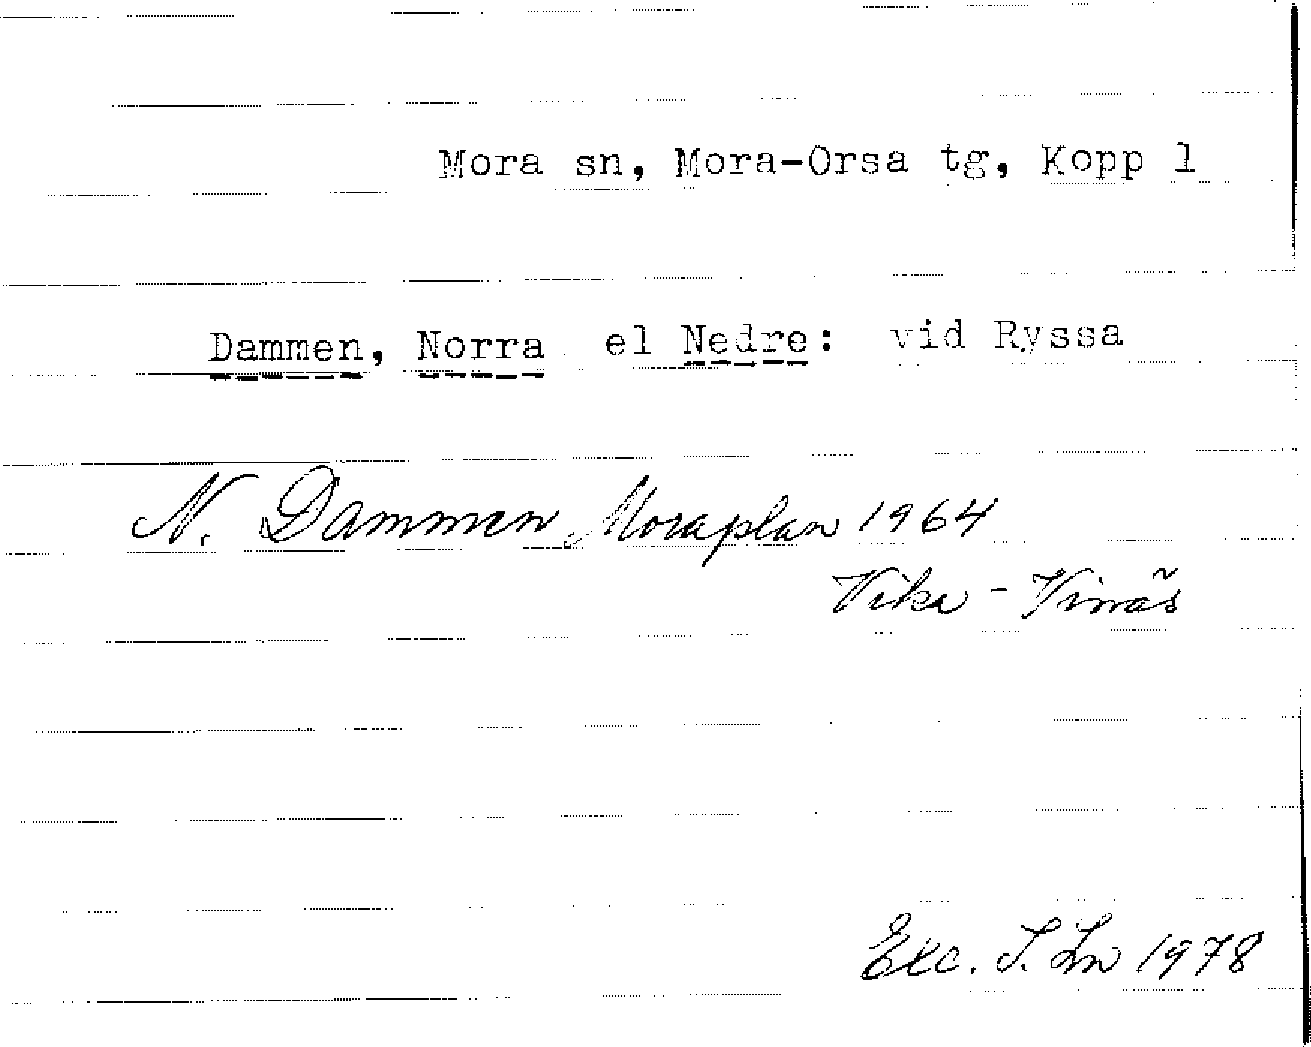 Mora sn, Mora-Orsa tg, Kopp l
Dammen, Norra el Nedre: vid Ryssa
N. Dammen, Moraplan 1964
Vika - Vinäs
Exc. S. Ln 1978